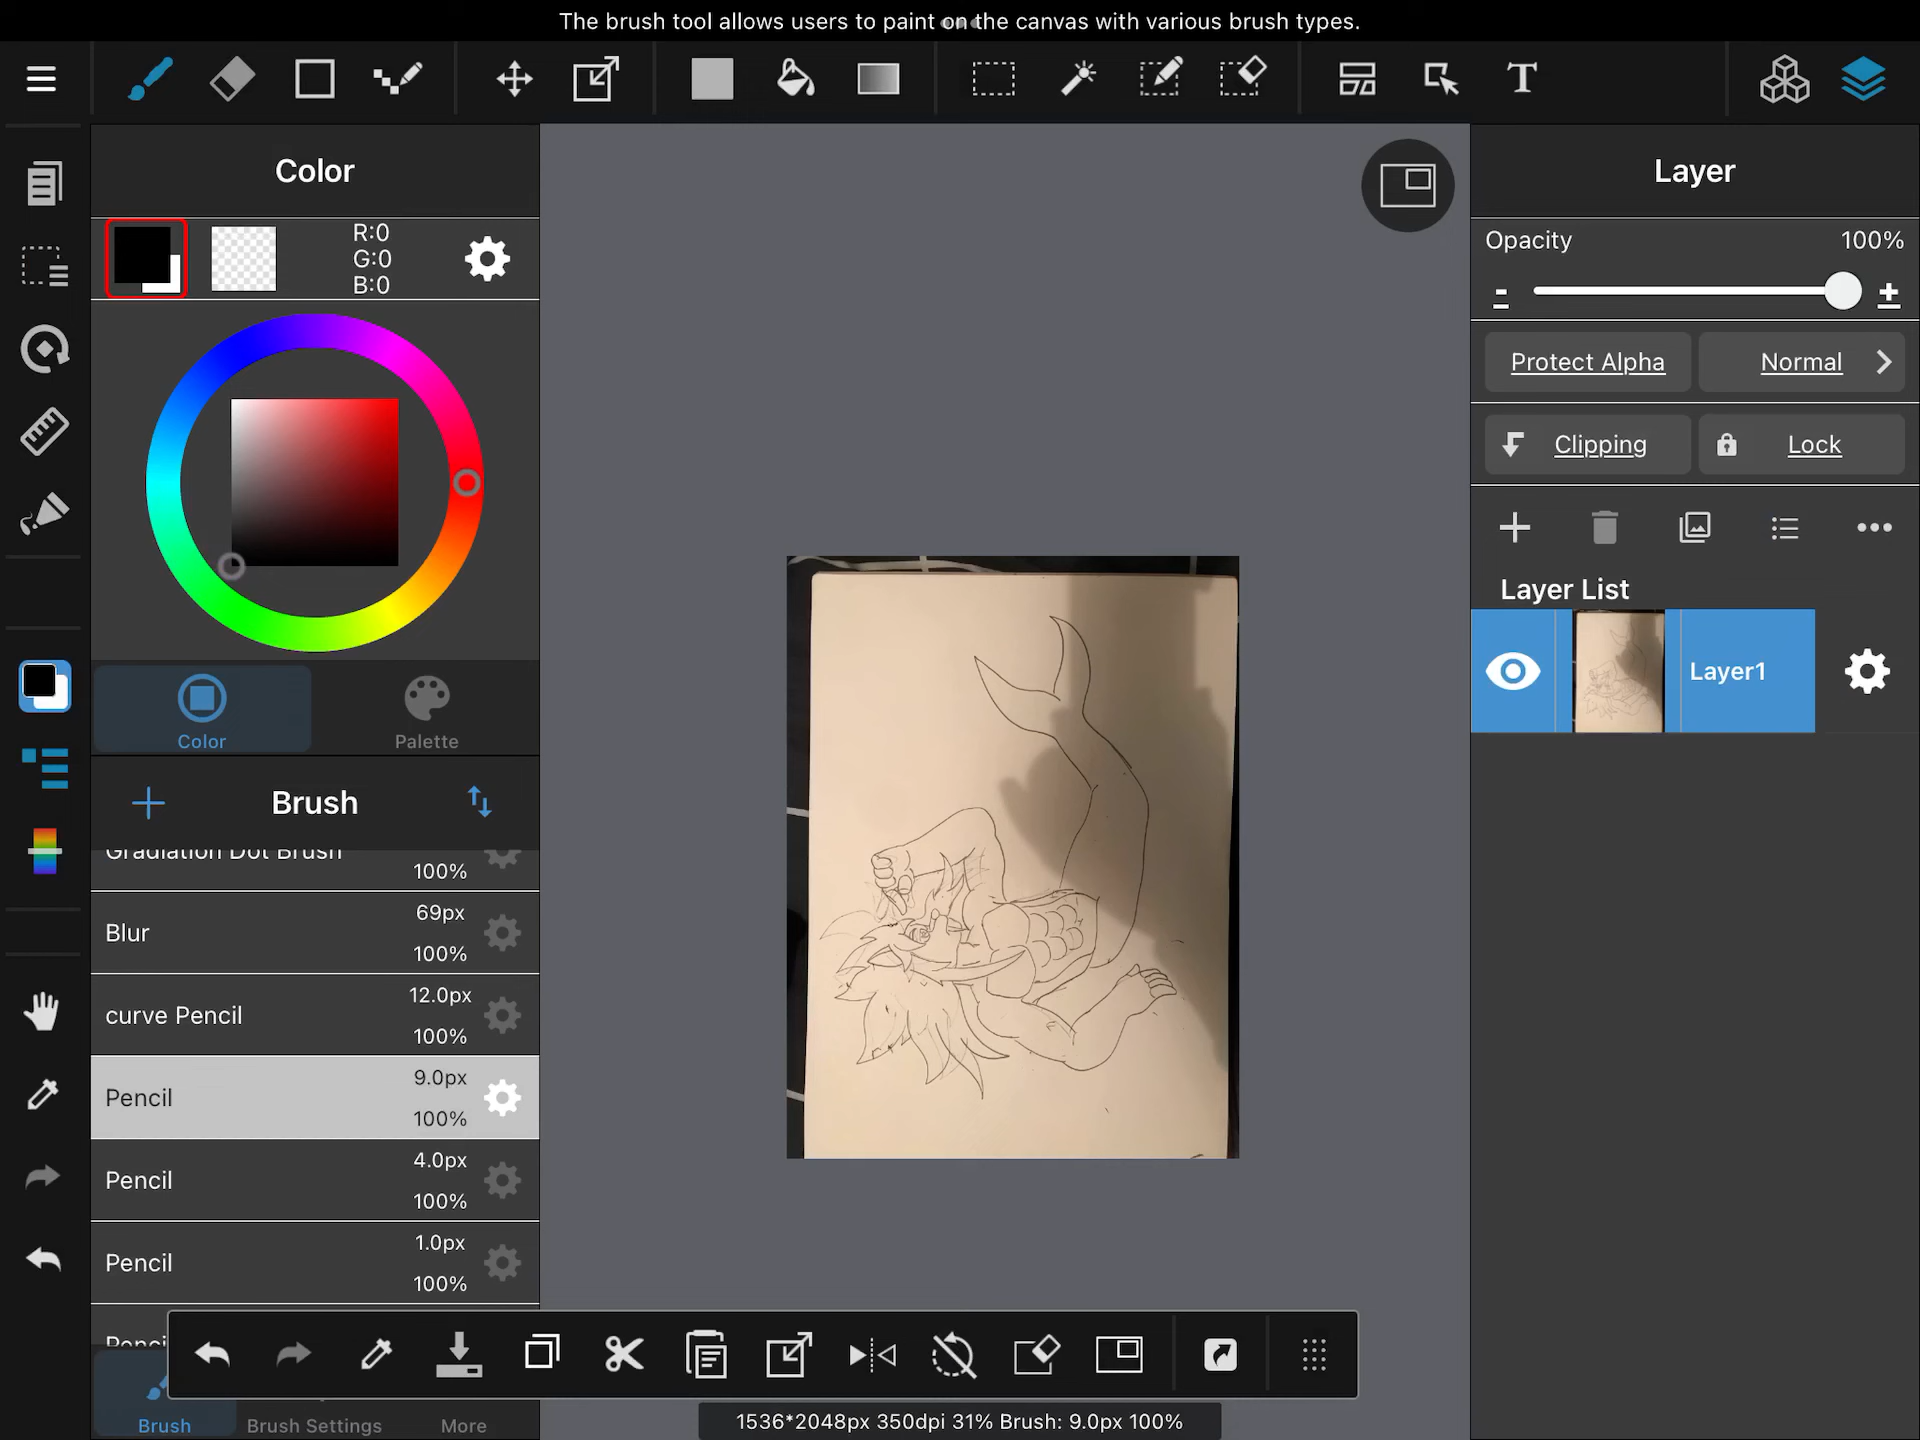 The brush tool allows users to paint on the canvas with various brush types.
T
Color
R:0
G:0
B:0
Color
Palette
Brush
Gradiation Dot Brush
100%
Blur
69px
100%
curve Pencil
12.0px
100%
Pencil
9.0px
100%
Pencil
4.0px
100%
Pencil
1.0px
100%
Brush
Brush Settings
More
1536*2048px 350dpi 31% Brush: 9.0px 100%
Layer
Opacity
100%
-
+
Protect Alpha
Normal
Clipping
Lock
Layer List
Layer1